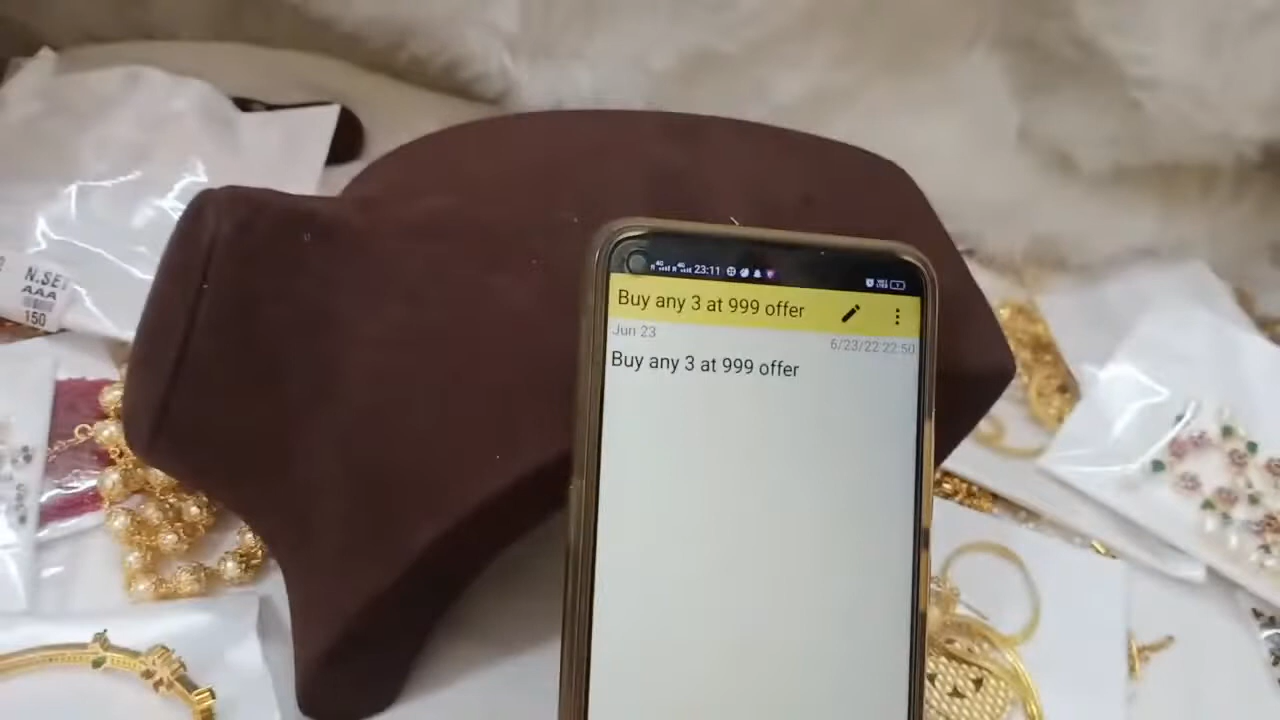 N.SET
AAA
150
23:11
Buy any 3 at 999 offer
Jun 23
6/23/22 22:50
Buy any 3 at 999 offer